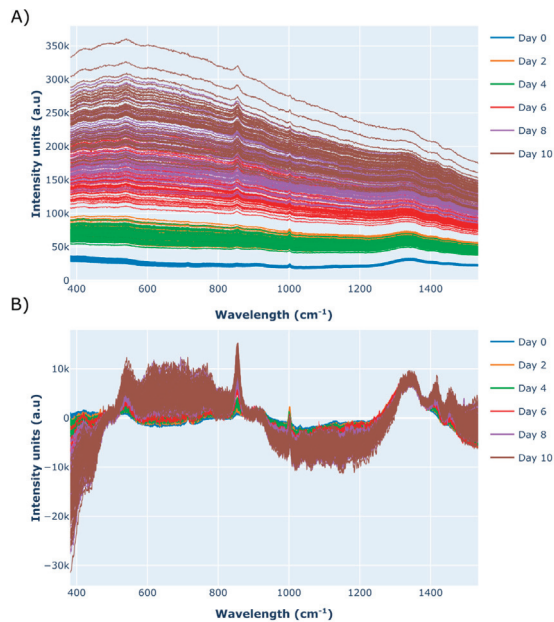 A)
350k
300k
250k
200k
150k
100k
50k
0
Intensity units (a.u)
400 600 800 1000 1200 1400
Wavelength (cm⁻¹)
Day 0
Day 2
Day 4
Day 6
Day 8
Day 10
B)
10k
0
−10k
−20k
−30k
Intensity units (a.u)
400 600 800 1000 1200 1400
Wavelength (cm⁻¹)
Day 0
Day 2
Day 4
Day 6
Day 8
Day 10